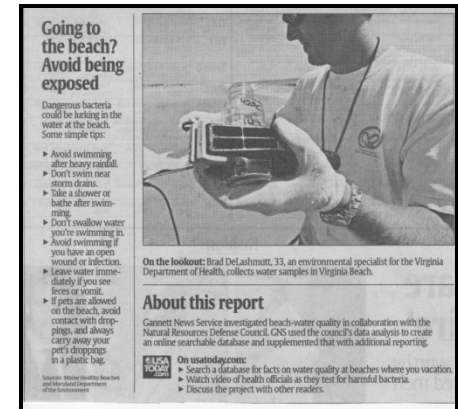 Going to
the beach?
Avoid being
exposed
Dangerous bacteria
could be lurking in the
water at the beach.
Some simple tips:
▶ Avoid swimming
after heavy rainfall.
▶ Don't swim near
storm drains.
▶ Take a shower or
bathe after swim-
ming.
▶ Don't swallow water
you're swimming in.
▶ Avoid swimming if
you have an open
wound or infection.
▶ Leave water imme-
diately if you see
feces or vomit.
▶ If pets are allowed
on the beach, avoid
contact with drop-
pings, and always
carry away your
pet's droppings
in a plastic bag.
Sources: Maine Healthy Beaches
and Maryland Department
of the Environment
On the lookout: Brad DeLashmutt, 33, an environmental specialist for the Virginia
Department of Health, collects water samples in Virginia Beach.
About this report
Gannett News Service investigated beach-water quality in collaboration with the
Natural Resources Defense Council. GNS used the council's data analysis to create
an online searchable database and supplemented that with additional reporting.
USA
TODAY
.com
On usatoday.com:
▶ Search a database for facts on water quality at beaches where you vacation.
▶ Watch video of health officials as they test for harmful bacteria.
▶ Discuss the project with other readers.